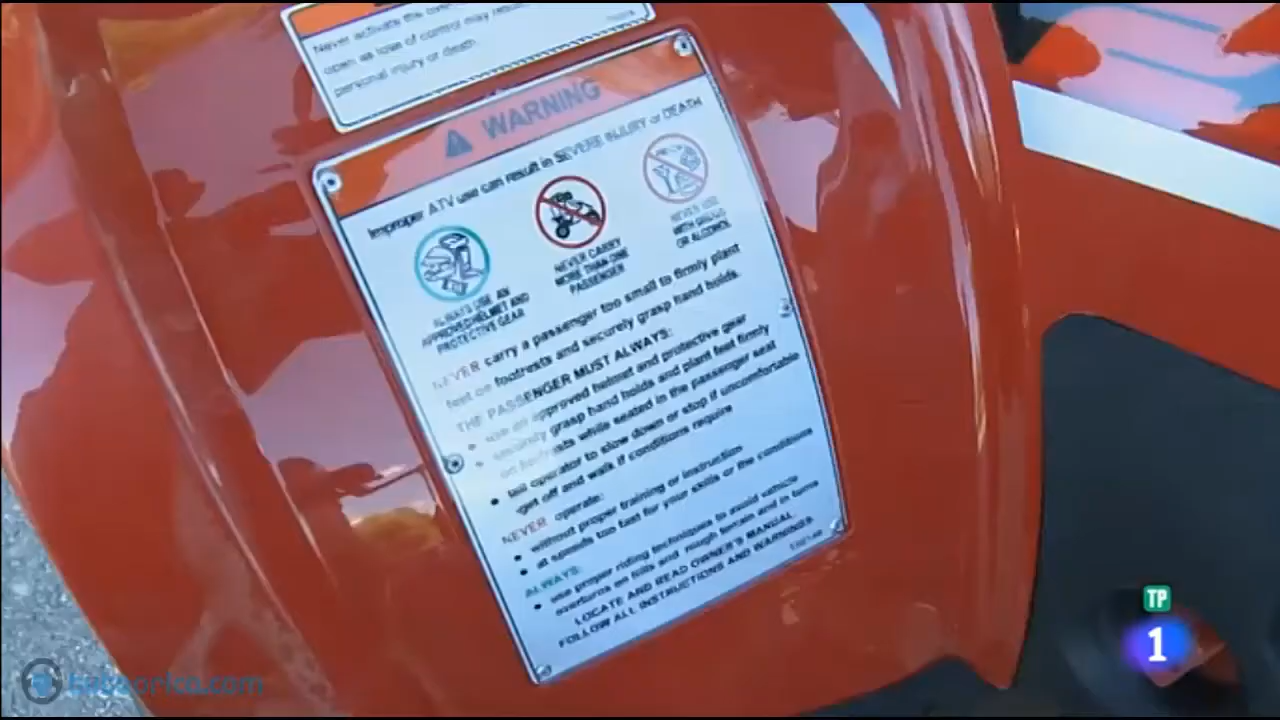 Never activate the
open as loss of control may result
personal injury or death.
WARNING
Improper ATV use can result in SEVERE INJURY or DEATH
ALWAYS USE AN
APPROVED HELMET AND
PROTECTIVE GEAR
NEVER CARRY
MORE THAN ONE
PASSENGER
NEVER USE
WITH DRUGS
OR ALCOHOL
NEVER carry a passenger too small to firmly plant
feet on footrests and securely grasp hand holds.
THE PASSENGER MUST ALWAYS:
• use an approved helmet and protective gear
• securely grasp hand holds and plant feet firmly
on footrests while seated in the passenger seat
• tell operator to slow down or stop if uncomfortable
get off and walk if conditions require
NEVER operate:
• without proper training or instruction
• at speeds too fast for your skills or the conditions
ALWAYS:
• use proper riding techniques to avoid vehicle
overturns on hills and rough terrain and in turns
LOCATE AND READ OWNER'S MANUAL.
FOLLOW ALL INSTRUCTIONS AND WARNINGS
TP
1